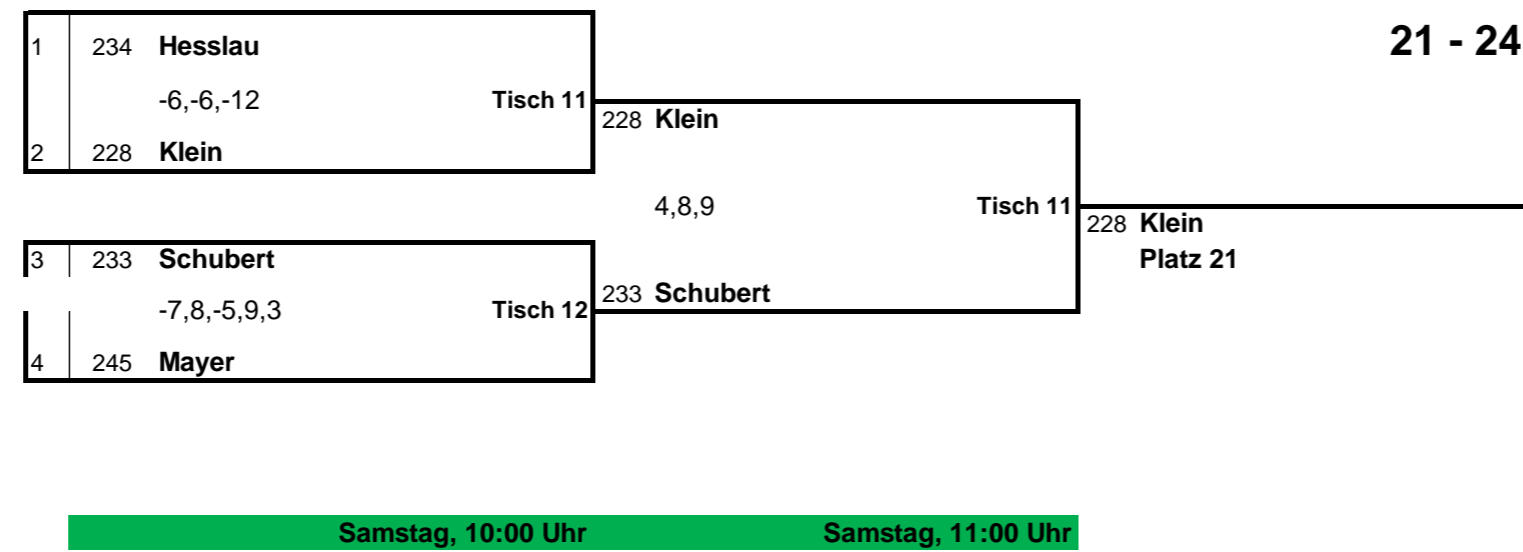 1 234 Hesslau
21 - 24
-6,-6,-12 Tisch 11
228 Klein
2 228 Klein
4,8,9 Tisch 11
228 Klein
3 233 Schubert
Platz 21
233 Schubert
-7,8,-5,9,3 Tisch 12
4 245 Mayer
Samstag, 10:00 Uhr Samstag, 11:00 Uhr